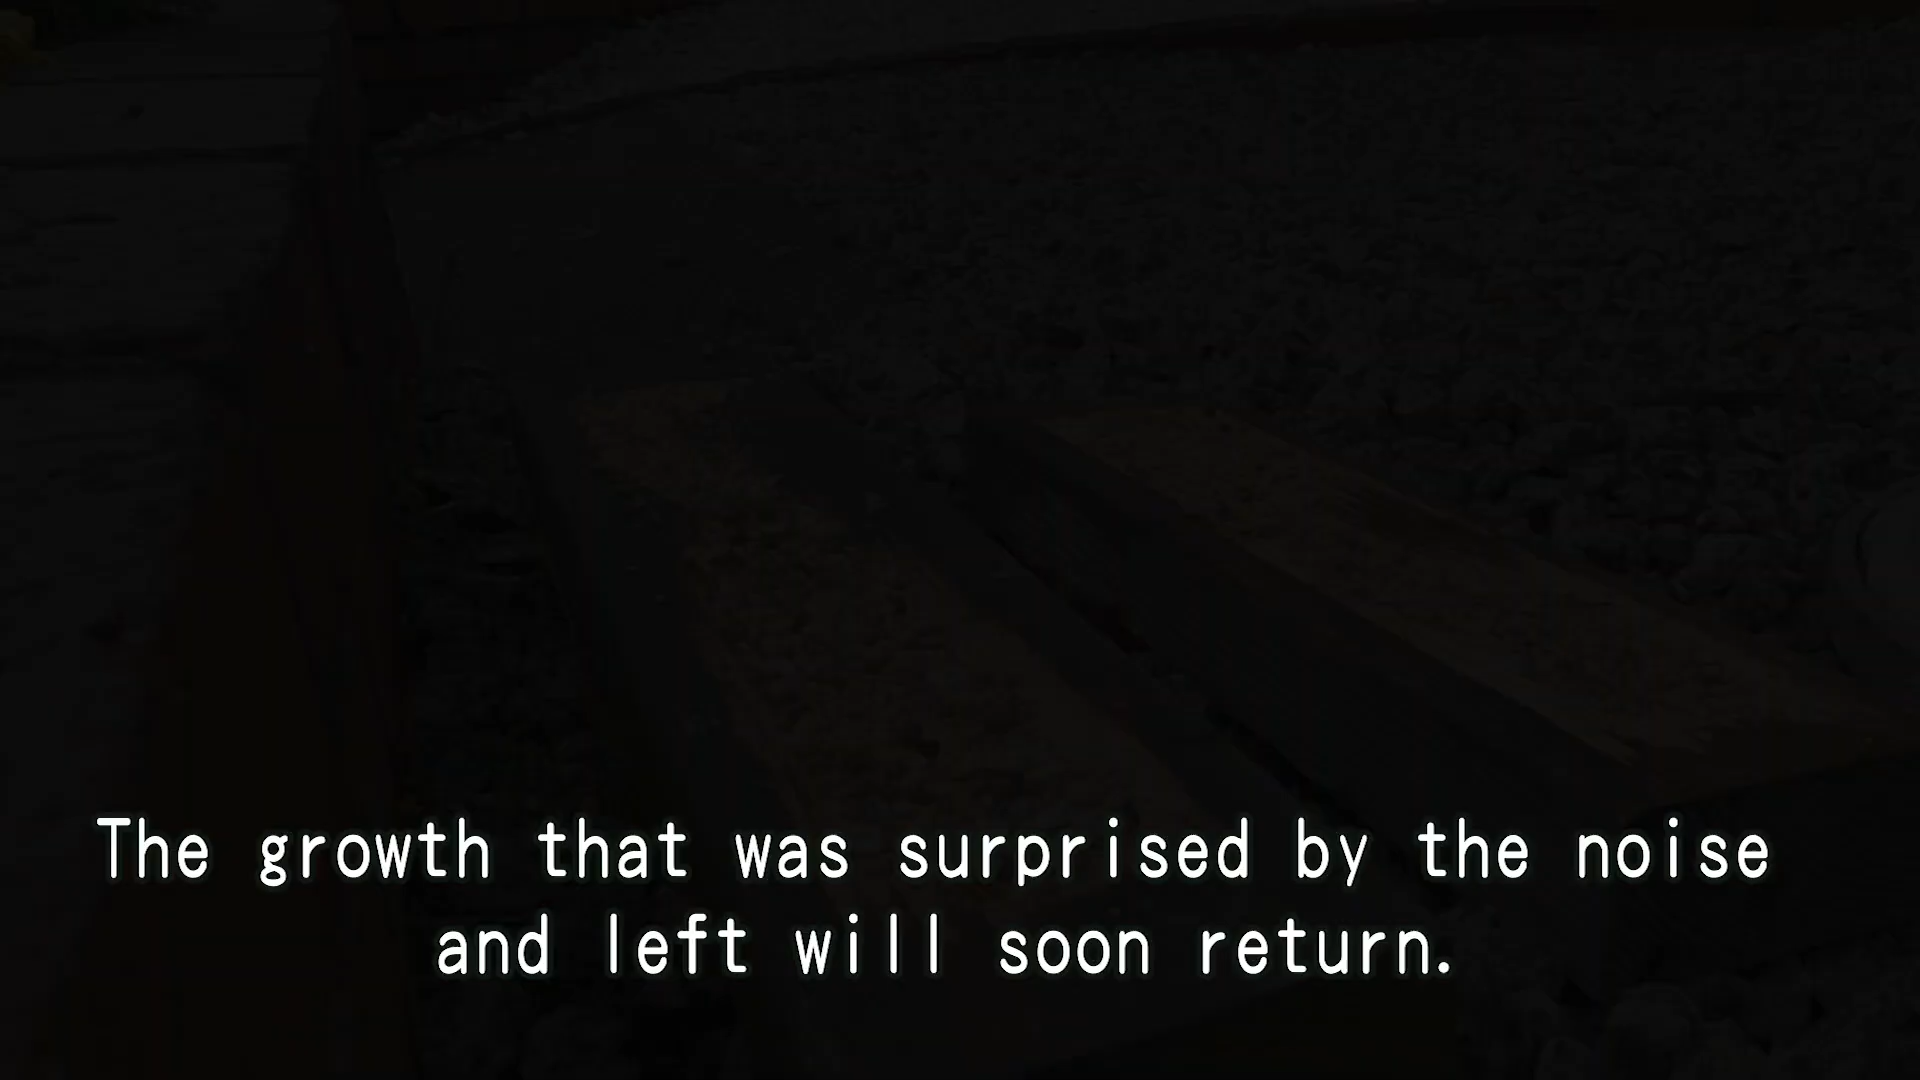 The growth that was surprised by the noise
and left will soon return.